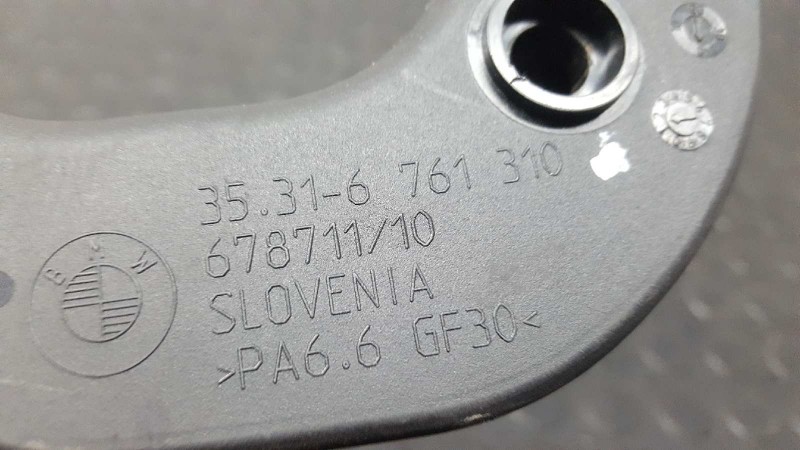 35.31-6 761 310
678711/10
SLOVENIA
>PA6.6 GF30<
BMW